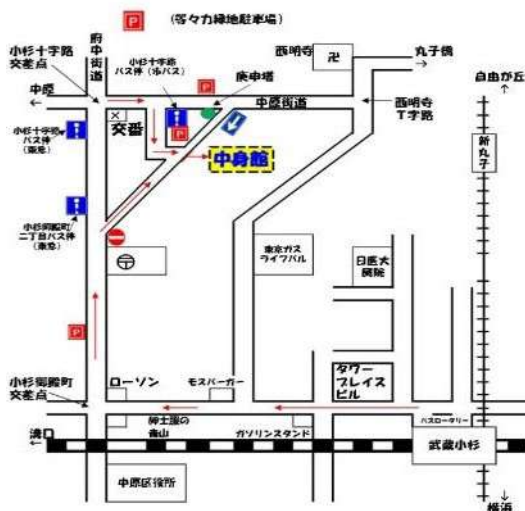 (等々力緑地駐車場)
P
府中
街道
小杉十字路
交差点
小杉十字路
バス停(市バス)
庚申塔
西明寺
卍
丸子橋
→
自由が丘
↑
中原
←
P
中原街道
西明寺
T字路
小杉十字路
バス停
(東急)
交番
P
中身館
新丸子
小杉御殿町
二丁目バス停
(東急)
〒
東京ガス
ライフバル
日医大
病院
P
小杉御殿町
交差点
ローソン
モスバーガー
タワー
プレイス
ビル
バスロータリー
溝口
←
紳士服の
青山
ガソリンスタンド
武蔵小杉
中原区役所
↓
横浜